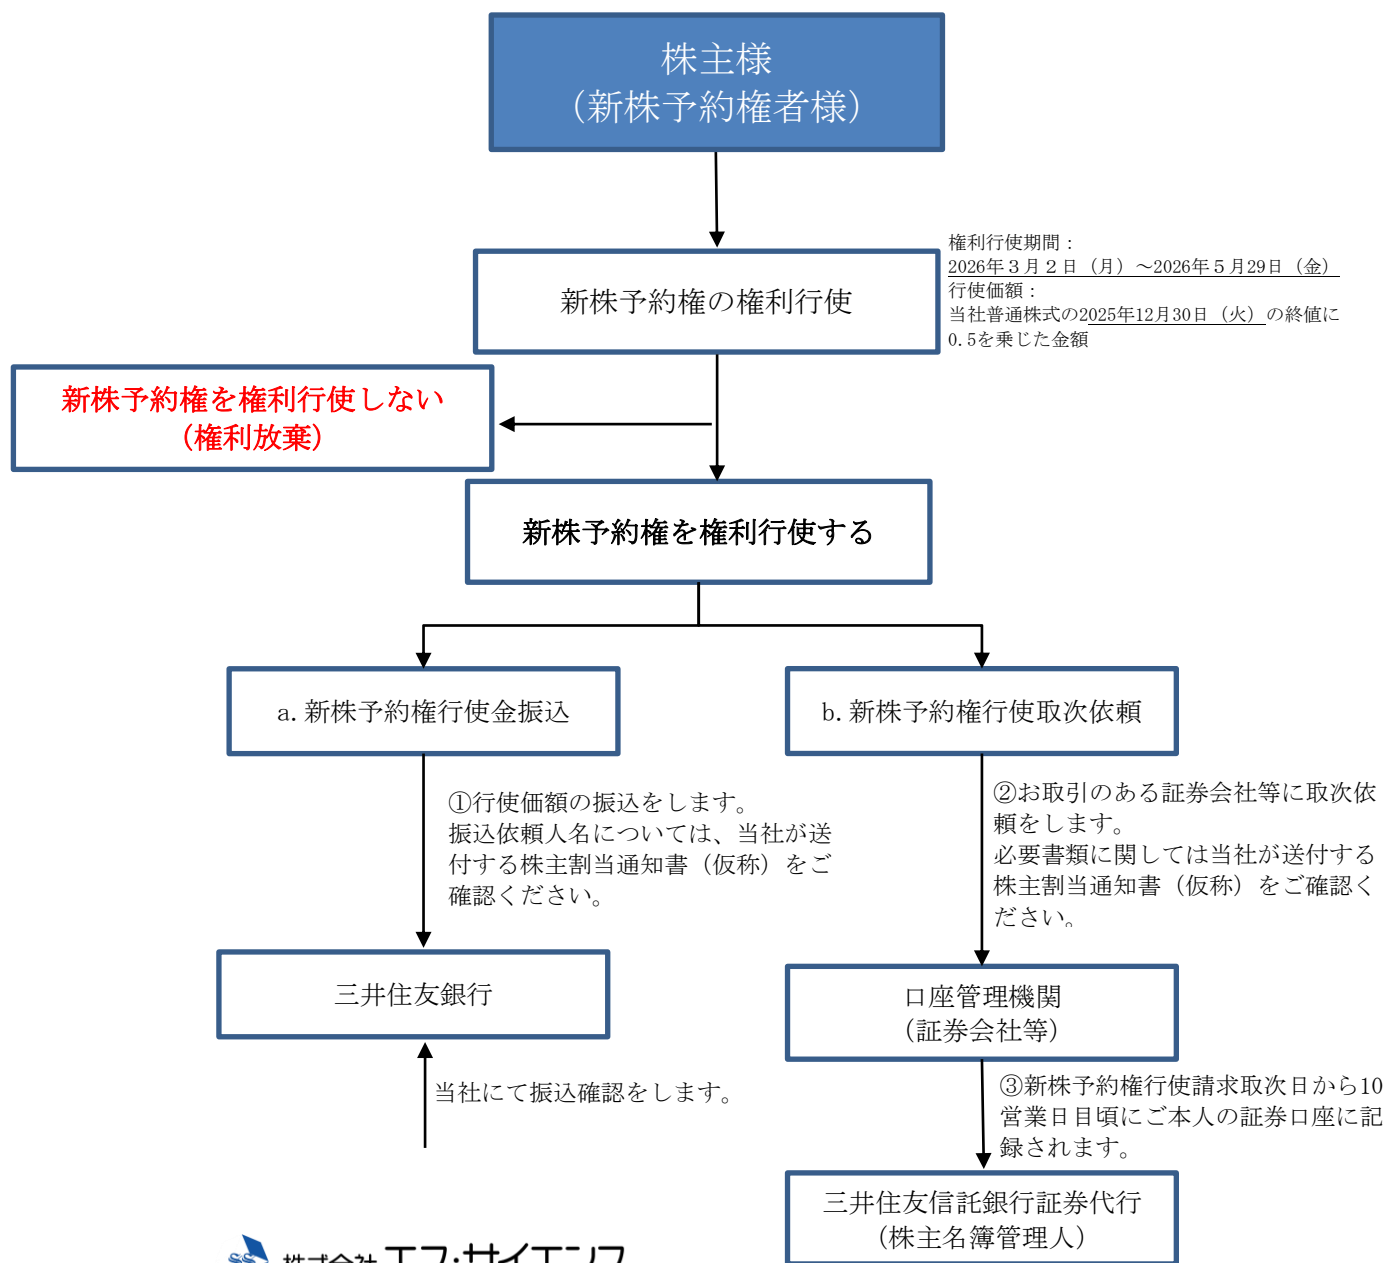 株主様
（新株予約権者様）
権利行使期間：
2026年３月２日（月）～2026年５月29日（金）
行使価額：
当社普通株式の2025年12月30日（火）の終値に
0.5を乗じた金額
新株予約権の権利行使
新株予約権を権利行使しない
（権利放棄）
新株予約権を権利行使する
a.新株予約権行使金振込
b.新株予約権行使取次依頼
①行使価額の振込をします。
振込依頼人名については、当社が送
付する株主割当通知書（仮称）をご
確認ください。
②お取引のある証券会社等に取次依
頼をします。
必要書類に関しては当社が送付する
株主割当通知書（仮称）をご確認く
ださい。
三井住友銀行
口座管理機関
（証券会社等）
当社にて振込確認をします。
③新株予約権行使請求取次日から10
営業日目頃にご本人の証券口座に記
録されます。
三井住友信託銀行証券代行
（株主名簿管理人）
株式会社 エス・サイエンス